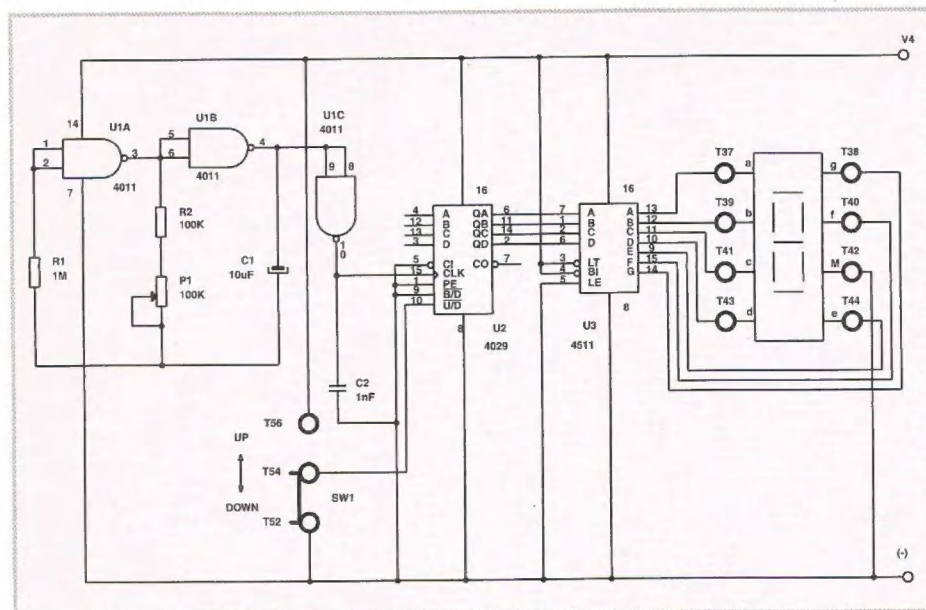 V4
14
U1A
1
2
3
4011
7
U1B
5
6
4
4011
U1C
4011
9 8
10
R2
100K
R1
1M
P1
100K
C1
10uF
C2
1nF
T56
UP
T54
DOWN
SW1
T52
16
4 A QA 6
12 B QB 11
13 C QC 14
3 D QD 2
5 CI CO 7
15 CLK
1 PE
9 B/D
10 U/D
8
U2
4029
16
7 A A 13
1 B B 12
2 C C 11
6 D D 10
E 9
3 LT F 15
4 BI G 14
5 LE
8
U3
4511
T37 a g T38
T39 b f T40
T41 c M T42
T43 d e T44
(-)